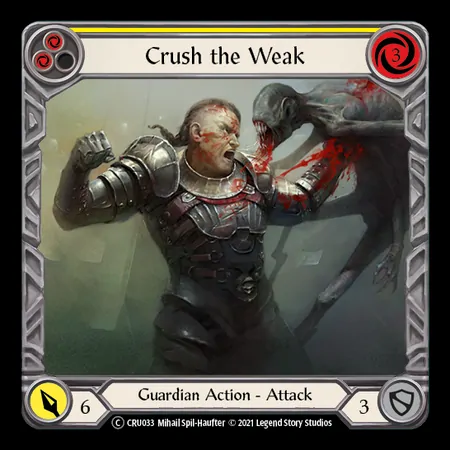 Crush the Weak
3
Guardian Action - Attack
6
3
C CRU033 Mihail Spil-Haufter © 2021 Legend Story Studios